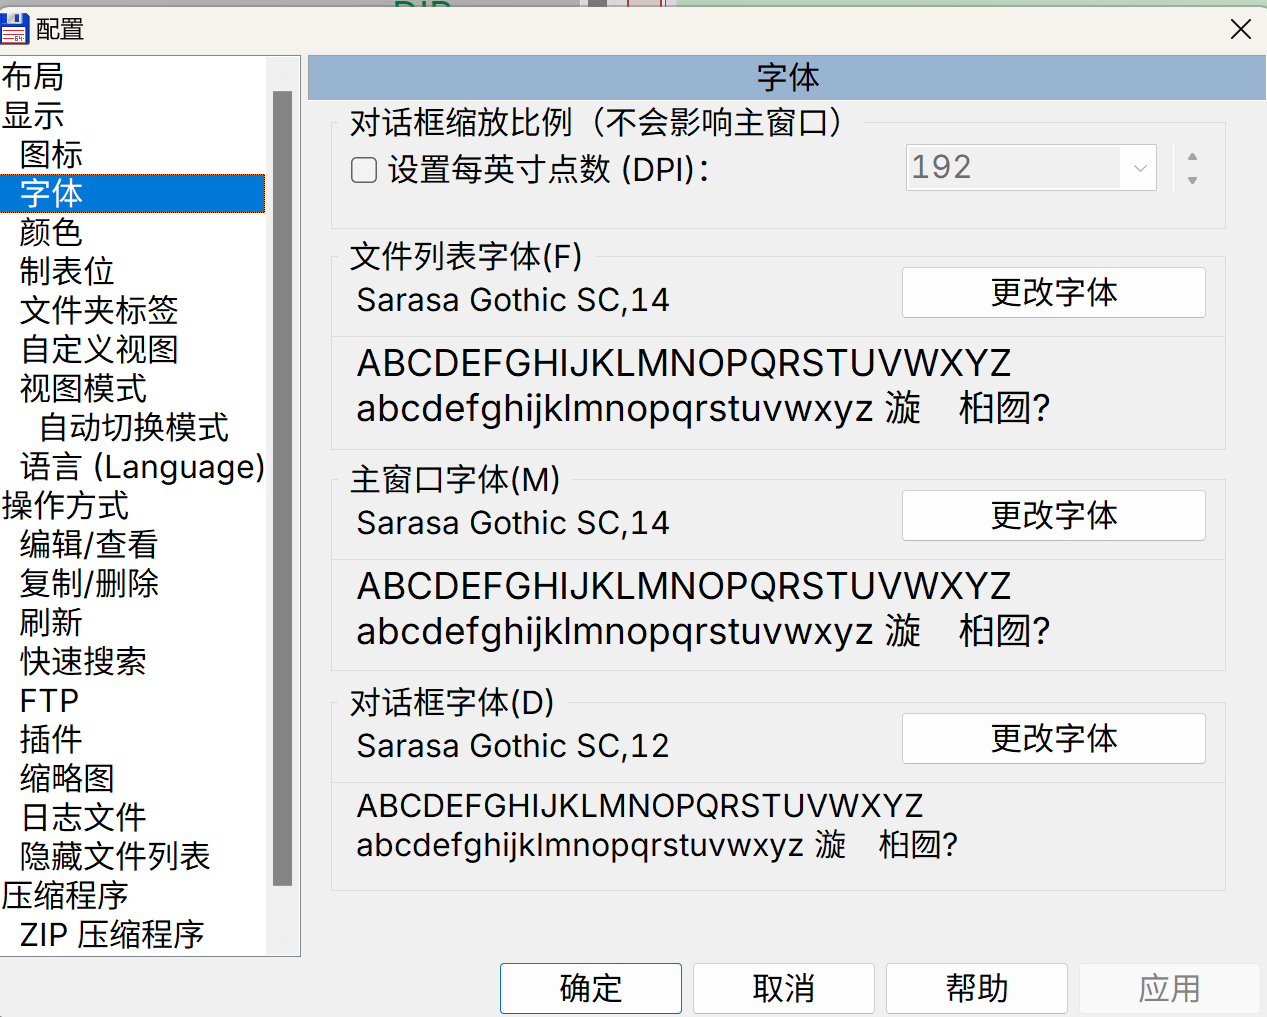 配置
布局
显示
图标
字体
颜色
制表位
文件夹标签
自定义视图
视图模式
自动切换模式
语言 (Language)
操作方式
编辑/查看
复制/删除
刷新
快速搜索
FTP
插件
缩略图
日志文件
隐藏文件列表
压缩程序
ZIP 压缩程序
字体
对话框缩放比例（不会影响主窗口）
设置每英寸点数 (DPI)：
192
文件列表字体(F)
Sarasa Gothic SC,14
更改字体
ABCDEFGHIJKLMNOPQRSTUVWXYZ
abcdefghijklmnopqrstuvwxyz 漩　桕囫?
主窗口字体(M)
Sarasa Gothic SC,14
更改字体
ABCDEFGHIJKLMNOPQRSTUVWXYZ
abcdefghijklmnopqrstuvwxyz 漩　桕囫?
对话框字体(D)
Sarasa Gothic SC,12
更改字体
ABCDEFGHIJKLMNOPQRSTUVWXYZ
abcdefghijklmnopqrstuvwxyz 漩　桕囫?
确定
取消
帮助
应用